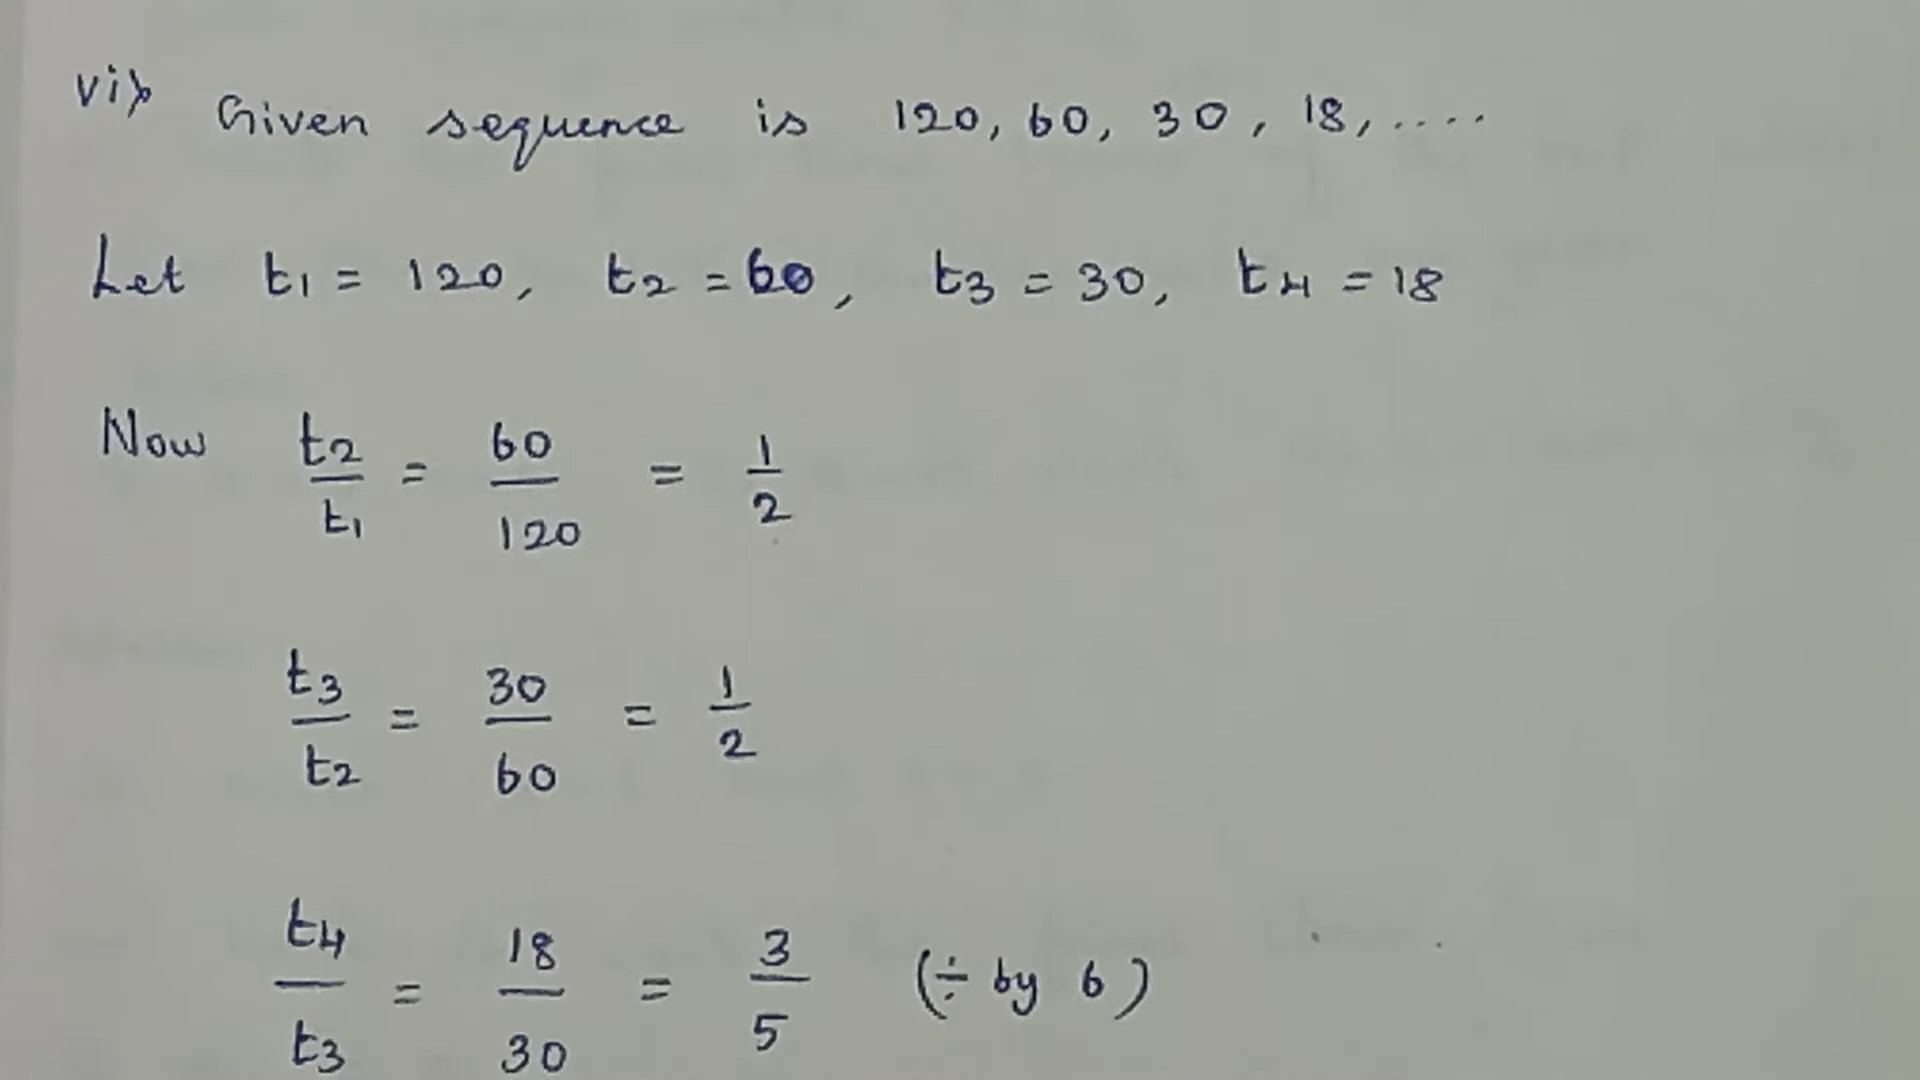 vi) Given sequence is 120, 60, 30, 18, ....
Let t1 = 120, t2 = 60, t3 = 30, t4 = 18
Now t2/t1 = 60/120 = 1/2
t3/t2 = 30/60 = 1/2
t4/t3 = 18/30 = 3/5 (÷ by 6)